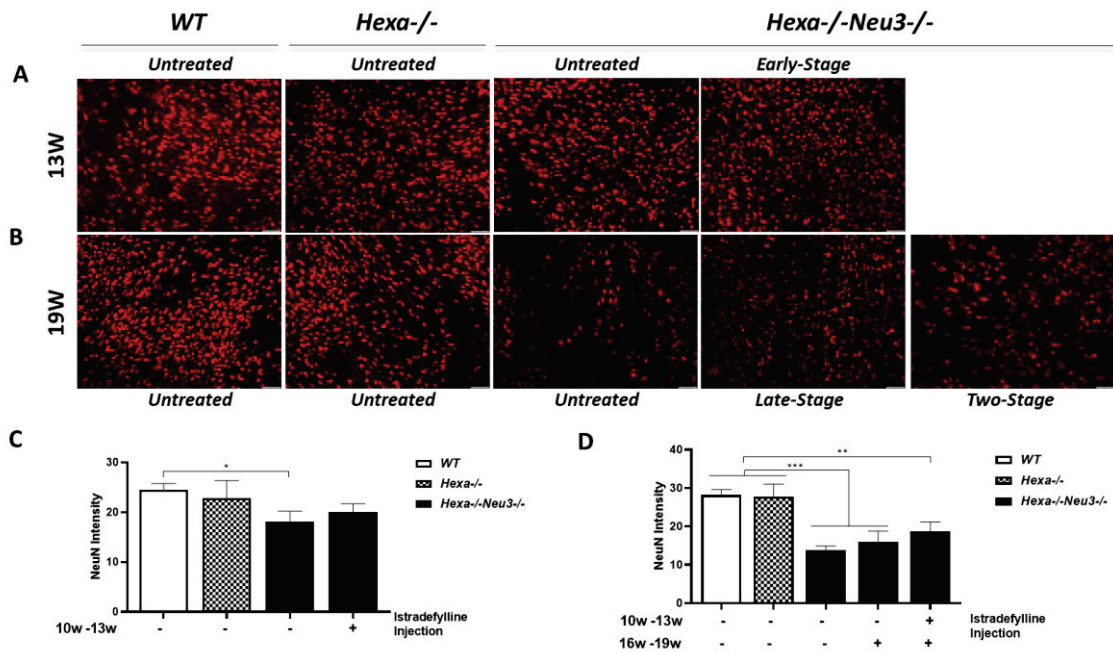 WT Hexa-/- Hexa-/-Neu3-/-
Untreated Untreated Untreated Early-Stage
A
13W
B
19W
Untreated Untreated Untreated Late-Stage Two-Stage
C
NeuN Intensity
30
20
10
0
*
WT
Hexa-/-
Hexa-/-Neu3-/-
10w -13w - - - +
Istradefylline
Injection
D
NeuN Intensity
40
30
20
10
0
**
***
WT
Hexa-/-
Hexa-/-Neu3-/-
10w -13w - - - - +
16w -19w - - - + +
Istradefylline
Injection